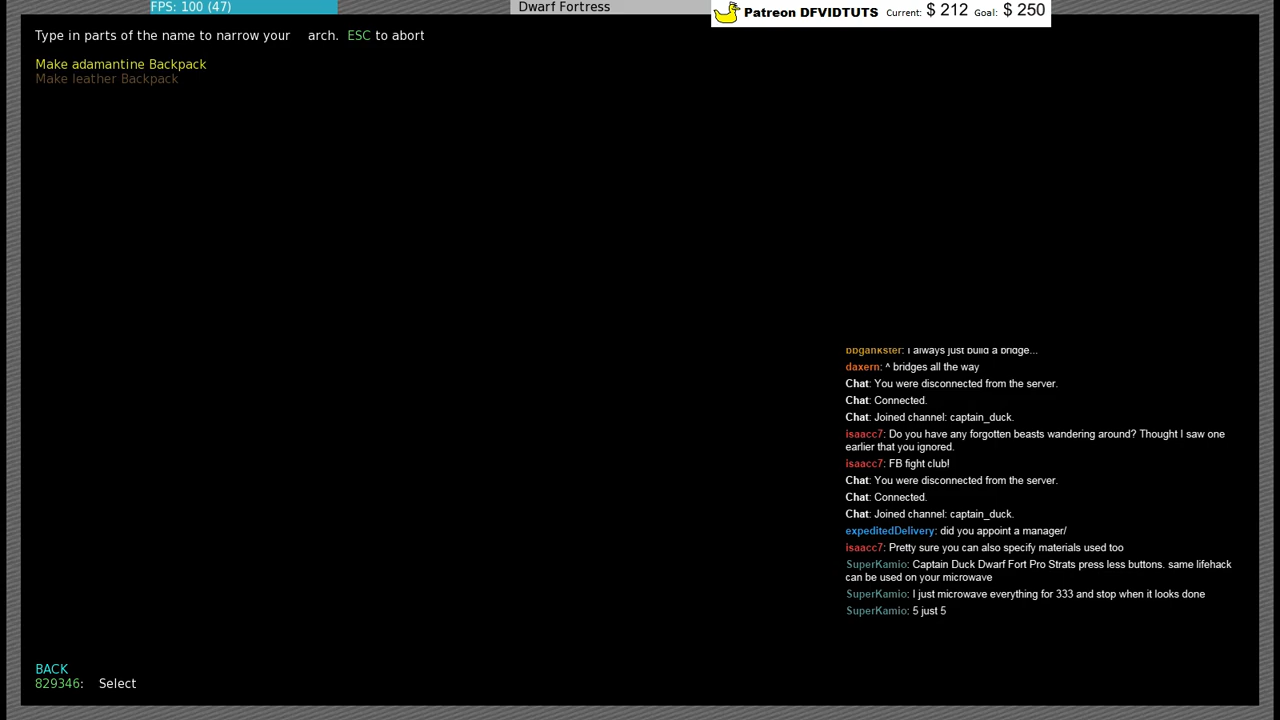 FPS: 100 (47)
Dwarf Fortress
Patreon DFVIDTUTS Current: $ 212 Goal: $ 250
Type in parts of the name to narrow your arch. ESC to abort
Make adamantine Backpack
Make leather Backpack
bbgankster: I always just build a bridge...
daxern: ^ bridges all the way
Chat: You were disconnected from the server.
Chat: Connected.
Chat: Joined channel: captain_duck.
isaacc7: Do you have any forgotten beasts wandering around? Thought I saw one
earlier that you ignored.
isaacc7: FB fight club!
Chat: You were disconnected from the server.
Chat: Connected.
Chat: Joined channel: captain_duck.
expeditedDelivery: did you appoint a manager/
isaacc7: Pretty sure you can also specify materials used too
SuperKamio: Captain Duck Dwarf Fort Pro Strats press less buttons. same lifehack
can be used on your microwave
SuperKamio: I just microwave everything for 333 and stop when it looks done
SuperKamio: 5 just 5
BACK
829346: Select